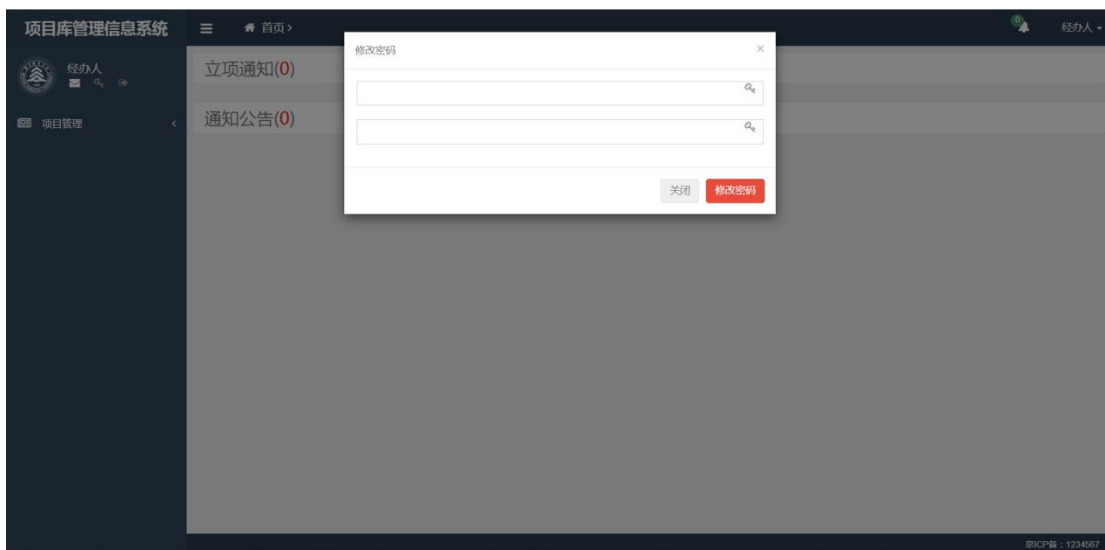 项目库管理信息系统
首页>
0
经办人
经办人
项目管理
立项通知(0)
通知公告(0)
修改密码
×
关闭
修改密码
京ICP备：1234567